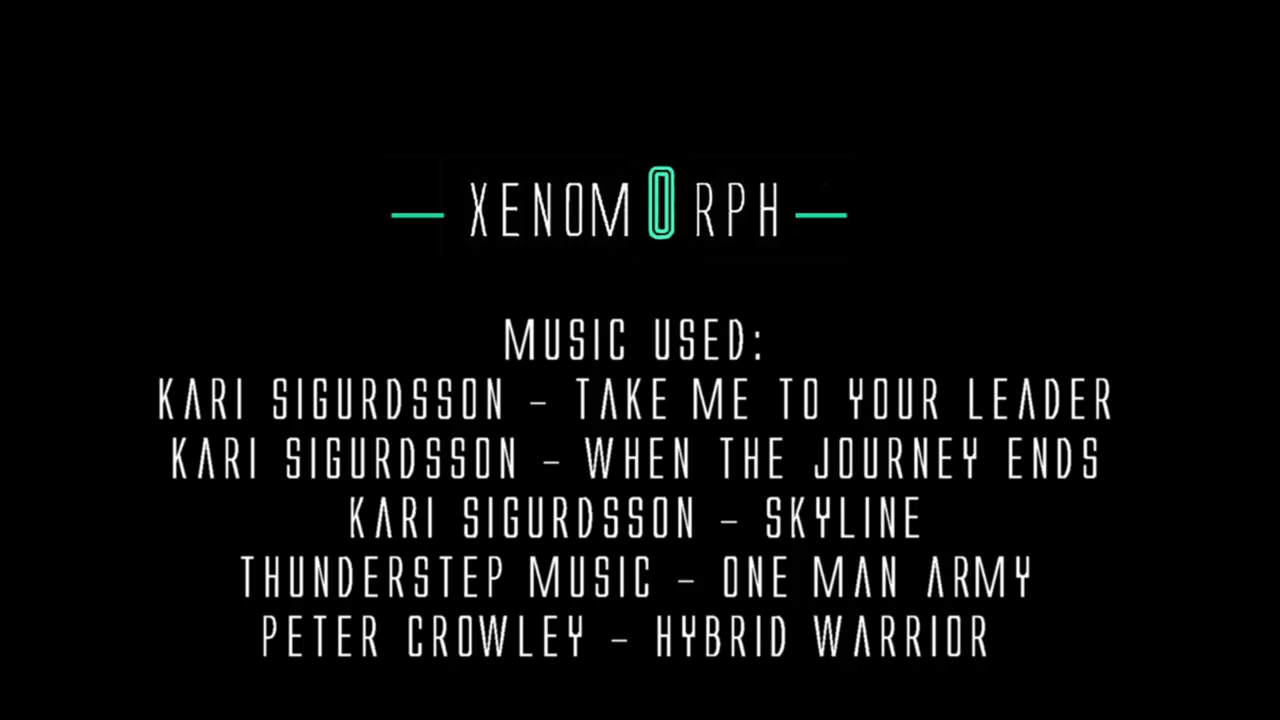 — XENOMORPH —
MUSIC USED:
KARI SIGURDSSON - TAKE ME TO YOUR LEADER
KARI SIGURDSSON - WHEN THE JOURNEY ENDS
KARI SIGURDSSON - SKYLINE
THUNDERSTEP MUSIC - ONE MAN ARMY
PETER CROWLEY - HYBRID WARRIOR